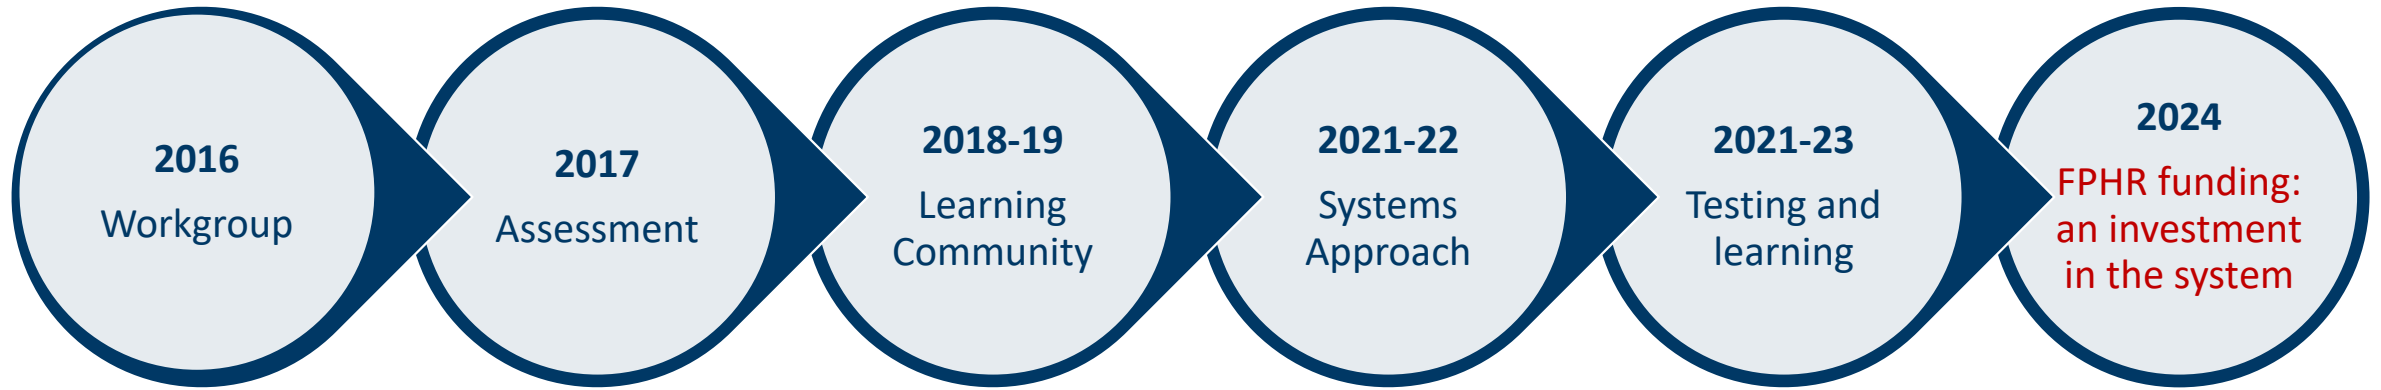 2016
Workgroup
2017
Assessment
2018-19
Learning
Community
2021-22
Systems
Approach
2021-23
Testing and
learning
2024
FPHR funding:
an investment
in the system